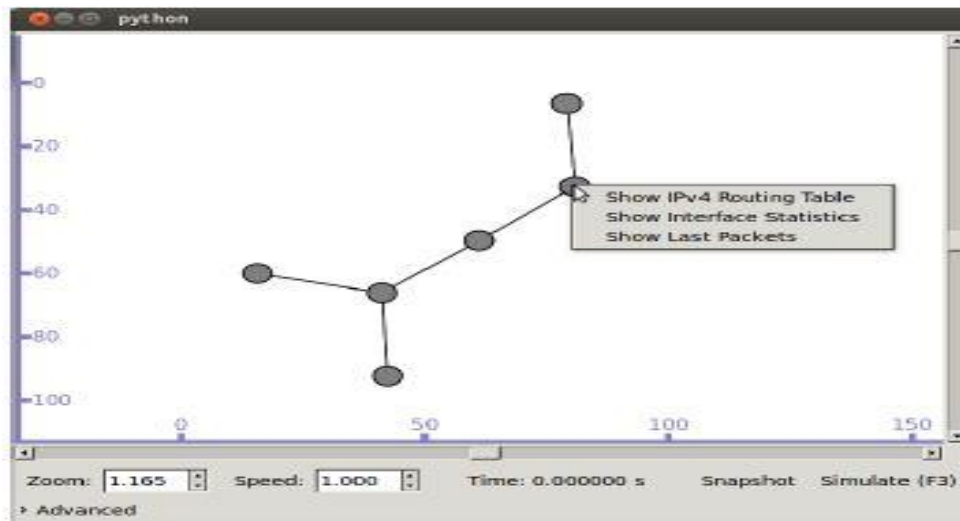 python
0
20
40
60
80
100
0 50 100 150
Show IPv4 Routing Table
Show Interface Statistics
Show Last Packets
Zoom: 1.165 Speed: 1.000 Time: 0.000000 s Snapshot Simulate (F3)
Advanced